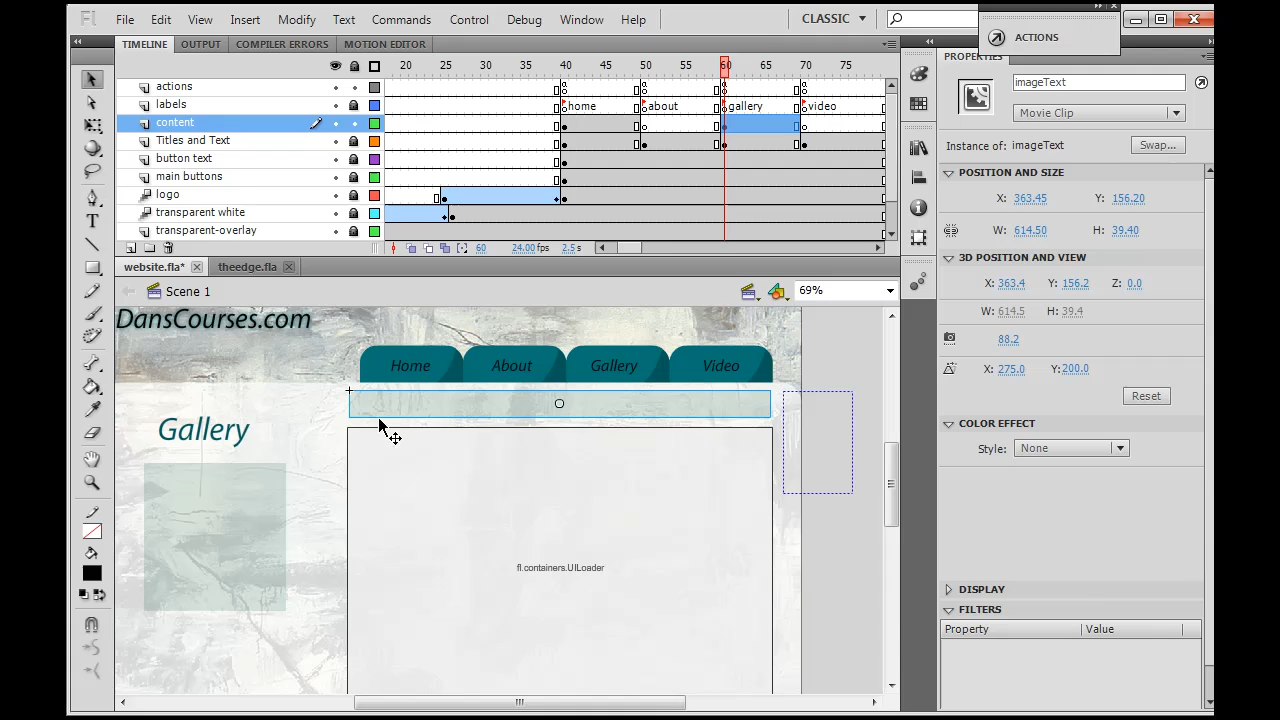 Fl File Edit View Insert Modify Text Commands Control Debug Window Help CLASSIC
ACTIONS
TIMELINE OUTPUT COMPILER ERRORS MOTION EDITOR
PROPERTIES
20 25 30 35 40 45 50 55 60 65 70 75
actions
labels home about gallery video
content
Titles and Text
button text
main buttons
logo
transparent white
transparent-overlay
60 24.00 fps 2.5 s
website.fla* theedge.fla
Scene 1 69%
imageText
Movie Clip
Instance of: imageText Swap...
POSITION AND SIZE
X: 363.45 Y: 156.20
W: 614.50 H: 39.40
3D POSITION AND VIEW
X: 363.4 Y: 156.2 Z: 0.0
W: 614.5 H: 39.4
88.2
X: 275.0 Y: 200.0
Reset
COLOR EFFECT
Style: None
DISPLAY
FILTERS
Property Value
DansCourses.com
Home About Gallery Video
Gallery
fl.containers.UILoader
T